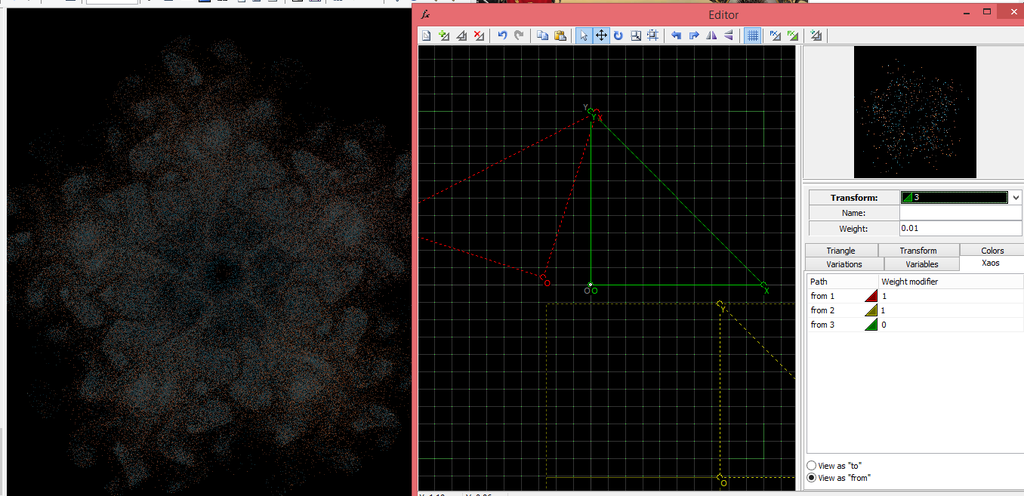 Editor
Y
Y
X
O
O O
X
Y
O
Transform: 3
Name:
Weight: 0.01
Triangle Transform Colors
Variations Variables Xaos
Path Weight modifier
from 1 1
from 2 1
from 3 0
View as "to"
View as "from"